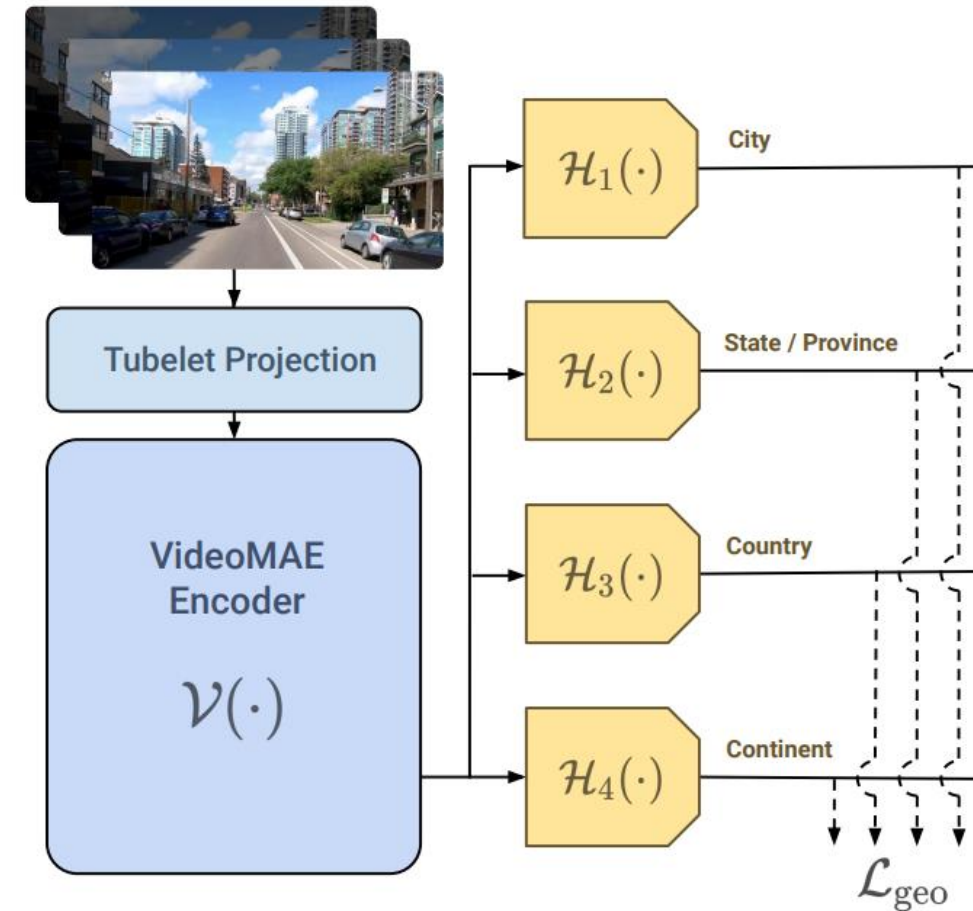 Tubelet Projection
VideoMAE
Encoder
𝒱(·)
ℋ₁(·)
City
ℋ₂(·)
State / Province
ℋ₃(·)
Country
ℋ₄(·)
Continent
ℒgeo